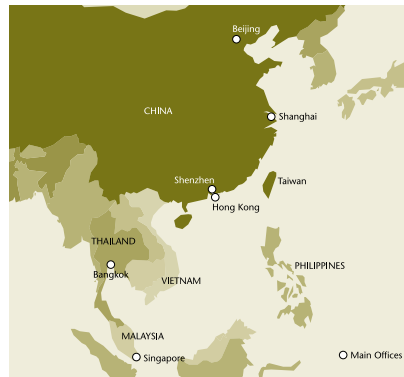 Beijing
CHINA
Shanghai
Shenzhen
Taiwan
Hong Kong
THAILAND
PHILIPPINES
Bangkok
VIETNAM
MALAYSIA
Singapore
Main Offices